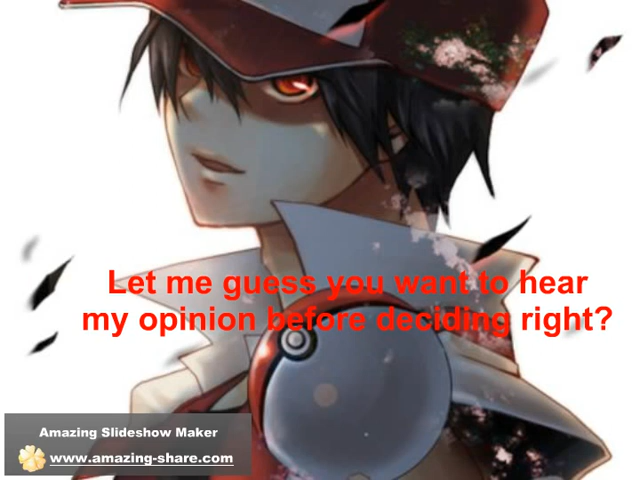 Let me guess you want to hear
my opinion before deciding right?
Amazing Slideshow Maker
www.amazing-share.com